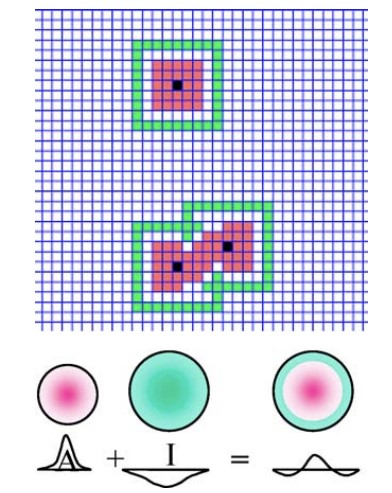 A + I =